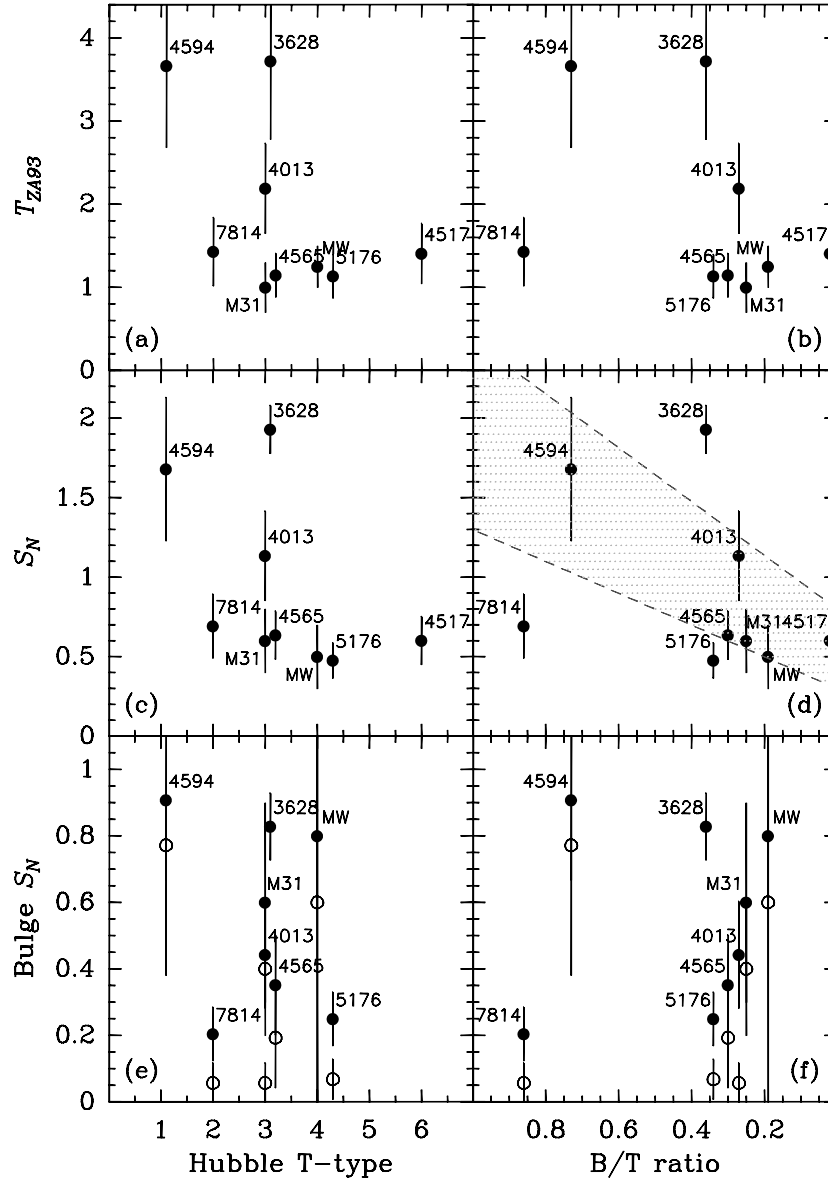 4
3
2
1
0
T_ZA93
4594
3628
4013
7814
4565
MW
5176
4517
M31
(a)
4594
3628
4013
7814
4565
MW
4517
5176
M31
(b)
2
1.5
1
0.5
0
S_N
3628
4594
4013
7814
4565
4517
M31
5176
MW
(c)
3628
4594
4013
7814
4565
M31
4517
5176
MW
(d)
1
0.8
0.6
0.4
0.2
0
Bulge S_N
4594
3628
MW
M31
4013
4565
7814
5176
(e)
4594
3628
MW
M31
4013
4565
5176
7814
(f)
1 2 3 4 5 6
0.8 0.6 0.4 0.2
Hubble T-type
B/T ratio